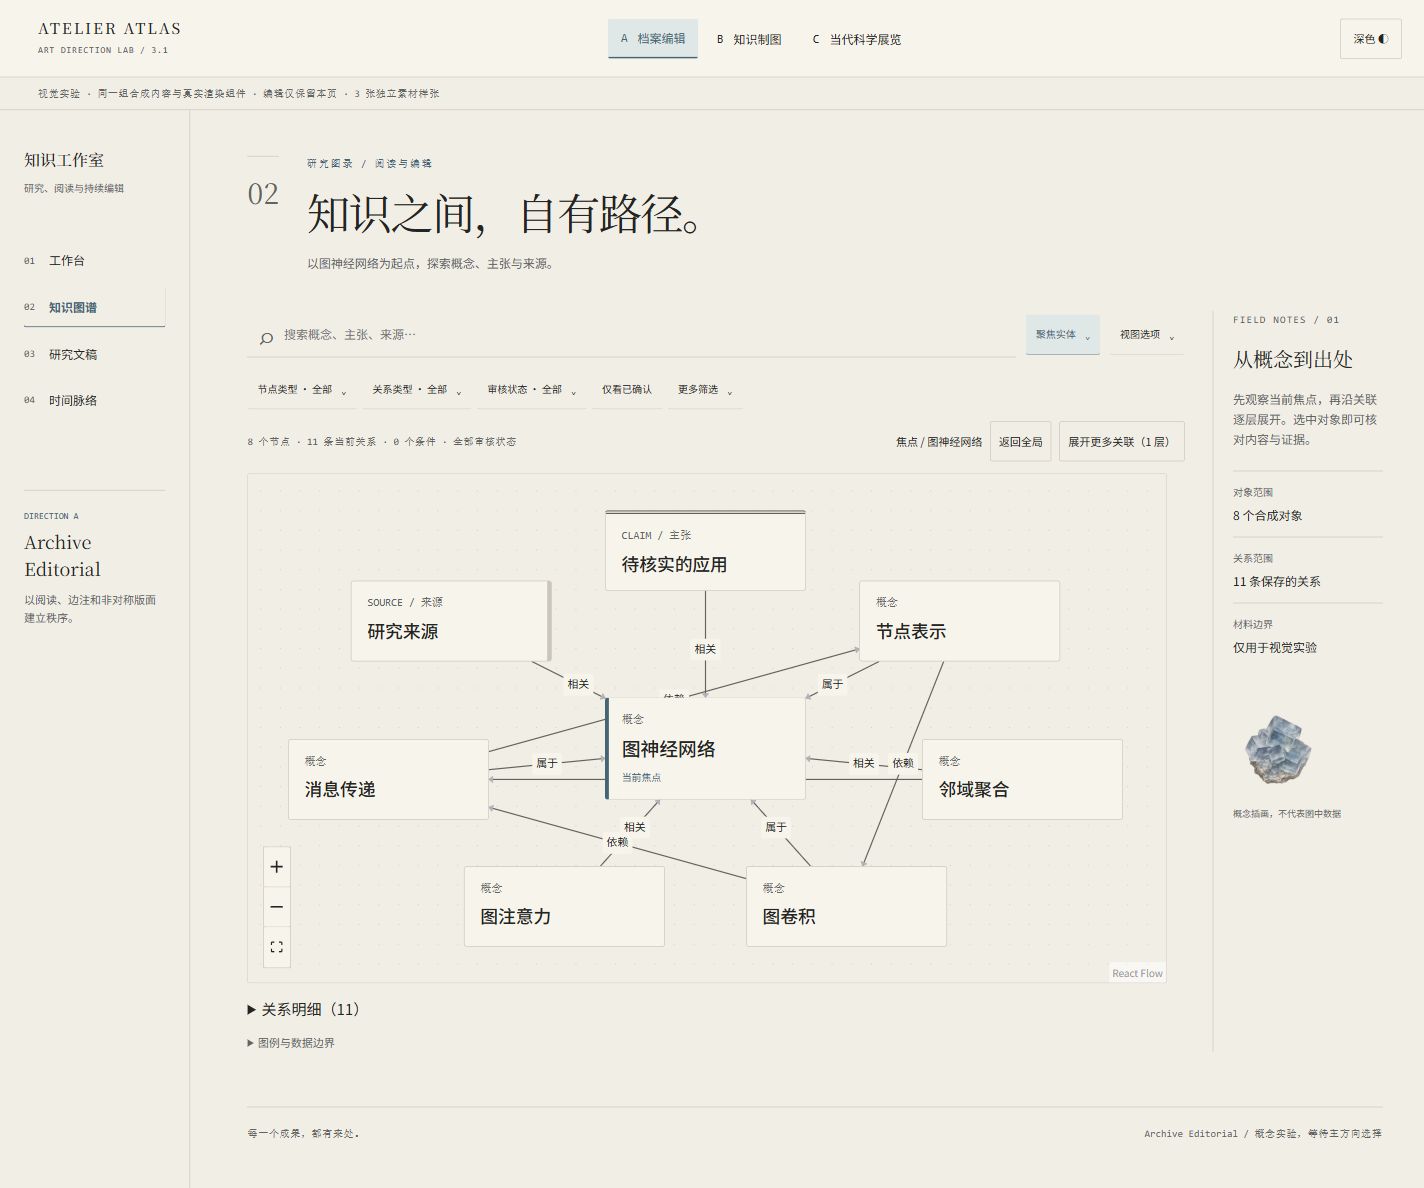 ATELIER ATLAS
ART DIRECTION LAB / 3.1
A 档案编辑
B 知识制图
C 当代科学展览
深色
视觉实验 · 同一组合成内容与真实渲染组件 · 编辑仅保留本页 · 3 张独立素材样张
知识工作室
研究、阅读与持续编辑
01 工作台
02 知识图谱
03 研究文稿
04 时间脉络
DIRECTION A
Archive
Editorial
以阅读、边注和非对称版面
建立秩序。
02
研究图录 / 阅读与编辑
知识之间，自有路径。
以图神经网络为起点，探索概念、主张与来源。
搜索概念、主张、来源…
聚焦实体
视图选项
节点类型 · 全部
关系类型 · 全部
审核状态 · 全部
仅看已确认
更多筛选
8 个节点 · 11 条当前关系 · 0 个条件 · 全部审核状态
焦点 / 图神经网络
返回全局
展开更多关联（1 层）
CLAIM / 主张
待核实的应用
SOURCE / 来源
研究来源
概念
节点表示
相关
相关
属于
依赖
概念
图神经网络
当前焦点
概念
消息传递
属于
相关
依赖
概念
邻域聚合
相关
依赖
属于
概念
图注意力
概念
图卷积
React Flow
关系明细（11）
图例与数据边界
FIELD NOTES / 01
从概念到出处
先观察当前焦点，再沿关联
逐层展开。选中对象即可核
对内容与证据。
对象范围
8 个合成对象
关系范围
11 条保存的关系
材料边界
仅用于视觉实验
概念插画，不代表图中数据
每一个成果，都有来处。
Archive Editorial / 概念实验，等待主方向选择